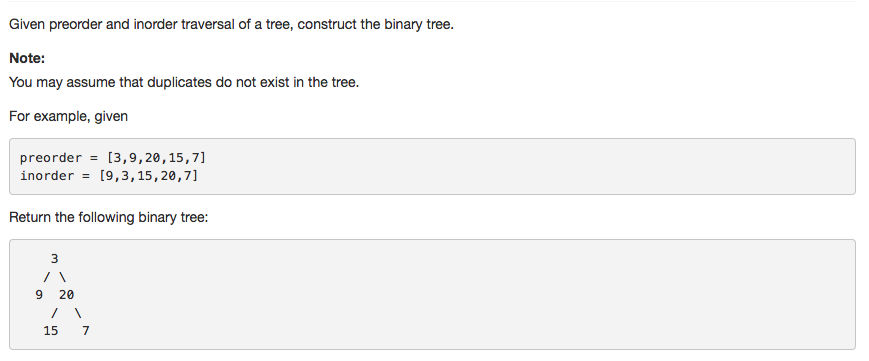 Given preorder and inorder traversal of a tree, construct the binary tree.
Note:
You may assume that duplicates do not exist in the tree.
For example, given
preorder = [3,9,20,15,7]
inorder = [9,3,15,20,7]
Return the following binary tree:
    3
   / \
  9  20
    /  \
   15   7